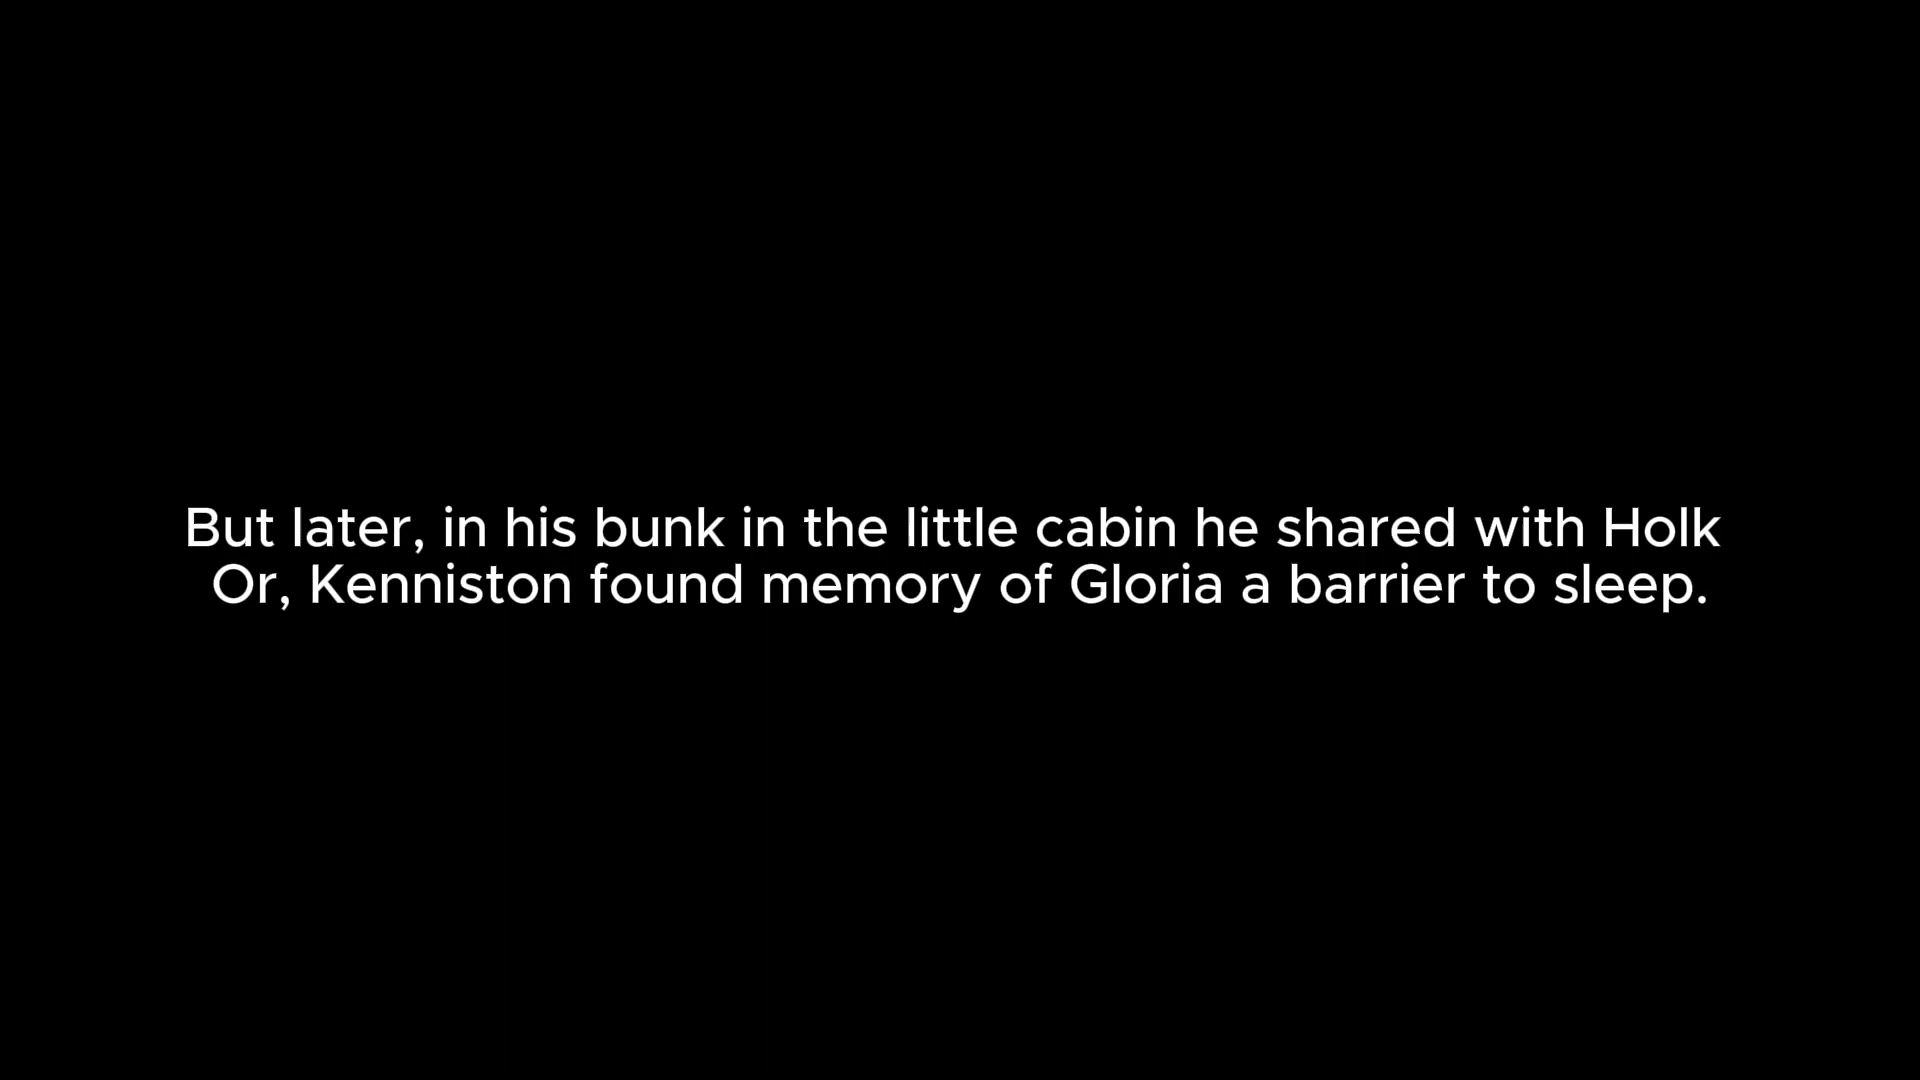 But later, in his bunk in the little cabin he shared with Holk
Or, Kenniston found memory of Gloria a barrier to sleep.